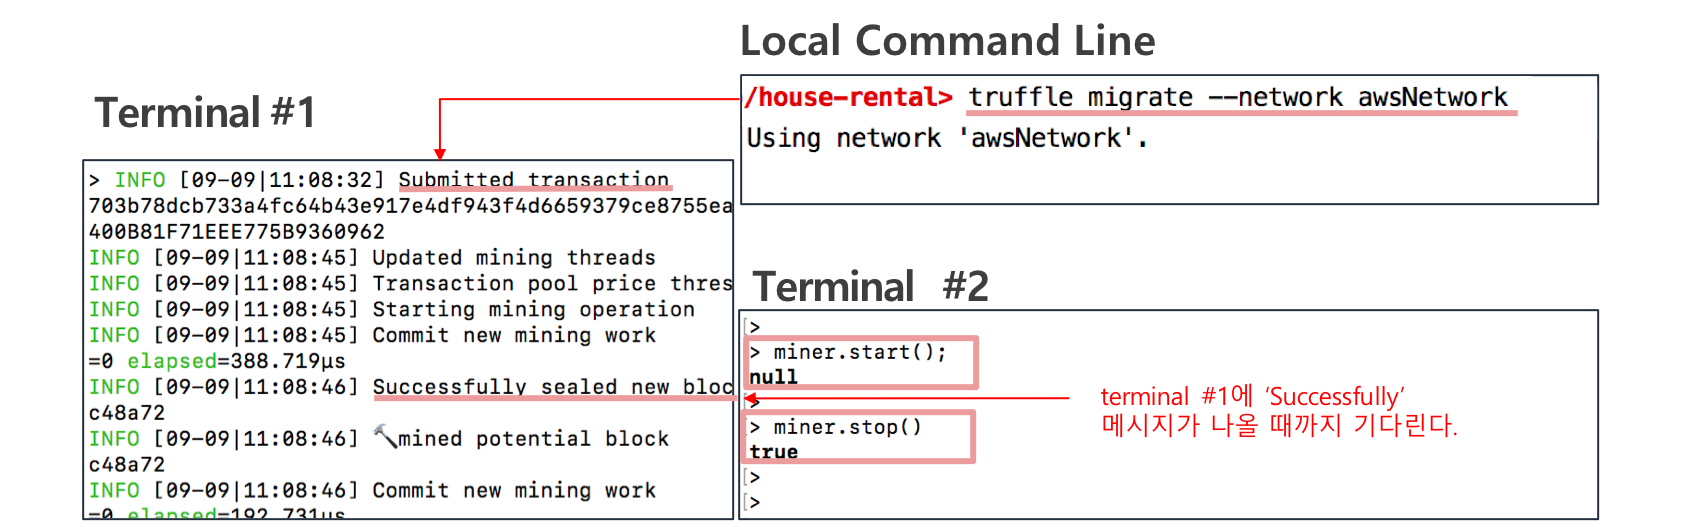 Local Command Line
/house-rental> truffle migrate --network awsNetwork
Using network 'awsNetwork'.
Terminal #1
> INFO [09-09|11:08:32] Submitted transaction
703b78dcb733a4fc64b43e917e4df943f4d6659379ce8755ea
400B81F71EEE775B9360962
INFO [09-09|11:08:45] Updated mining threads
INFO [09-09|11:08:45] Transaction pool price thres
INFO [09-09|11:08:45] Starting mining operation
INFO [09-09|11:08:45] Commit new mining work
=0 elapsed=388.719µs
INFO [09-09|11:08:46] Successfully sealed new bloc
c48a72
INFO [09-09|11:08:46] 🔨mined potential block
c48a72
INFO [09-09|11:08:46] Commit new mining work
=0 elapsed=192.731µs
Terminal #2
[>
> miner.start();
null
[>
> miner.stop()
true
[>
[>
terminal #1에 ‘Successfully’
메시지가 나올 때까지 기다린다.